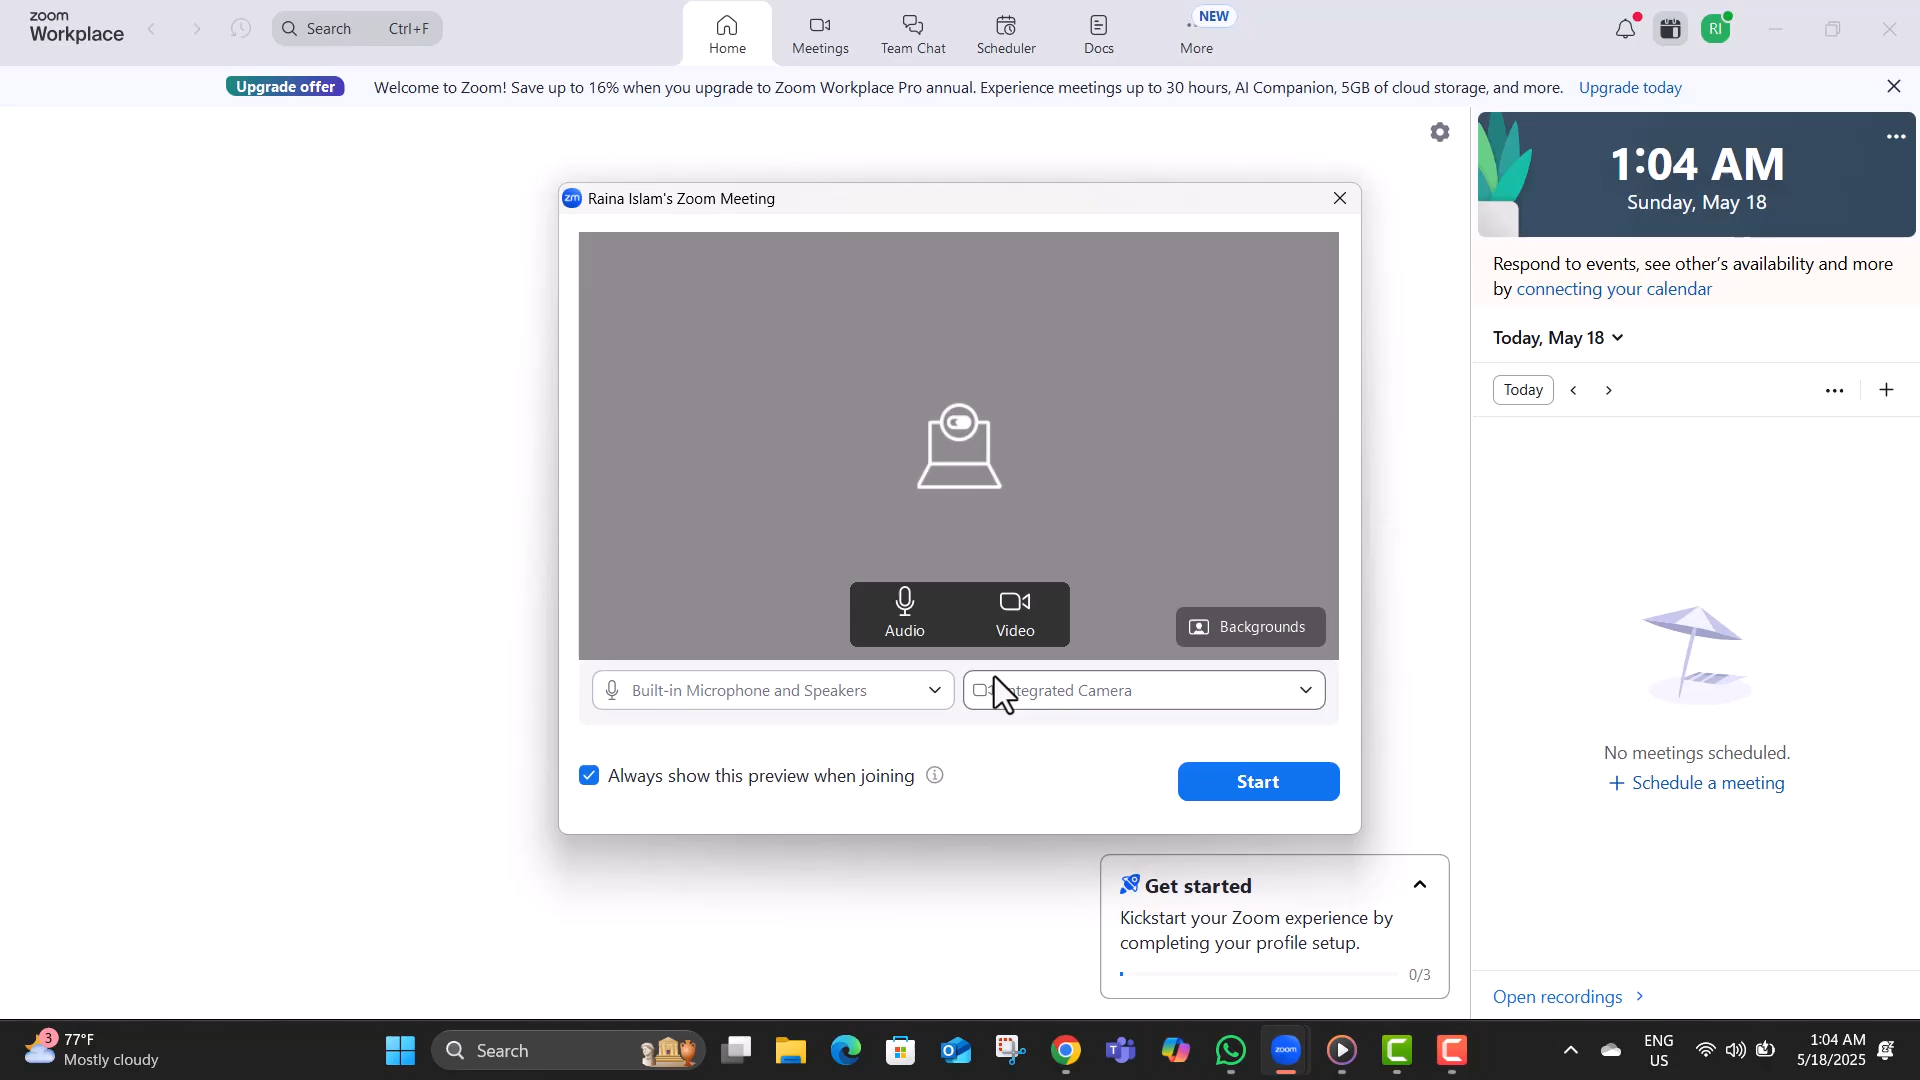 zoom
Workplace
Search Ctrl+F
Home
Meetings
Team Chat
Scheduler
Docs
NEW
More
RI
Upgrade offer
Welcome to Zoom! Save up to 16% when you upgrade to Zoom Workplace Pro annual. Experience meetings up to 30 hours, AI Companion, 5GB of cloud storage, and more. Upgrade today
1:04 AM
Sunday, May 18
Respond to events, see other's availability and more
by connecting your calendar
Today, May 18
Today
No meetings scheduled.
+ Schedule a meeting
Open recordings
zm Raina Islam's Zoom Meeting
Audio
Video
Backgrounds
Built-in Microphone and Speakers
Integrated Camera
Always show this preview when joining
Start
Get started
Kickstart your Zoom experience by
completing your profile setup.
0/3
3
77°F
Mostly cloudy
Search
zoom
ENG
US
1:04 AM
5/18/2025